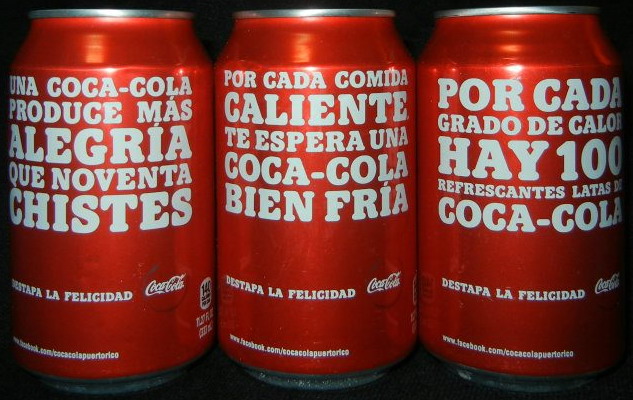 UNA COCA-COLA
PRODUCE MÁS
ALEGRÍA
QUE NOVENTA
CHISTES
DESTAPA LA FELICIDAD Coca-Cola
140
www.facebook.com/cocacolapuertorico
POR CADA COMIDA
CALIENTE
TE ESPERA UNA
COCA-COLA
BIEN FRÍA
DESTAPA LA FELICIDAD Coca-Cola
www.facebook.com/cocacolapuertorico
POR CADA
GRADO DE CALOR
HAY 100
REFRESCANTES LATAS DE
COCA-COLA
DESTAPA LA FELICIDAD Coca-Cola
www.facebook.com/cocacolapuertorico